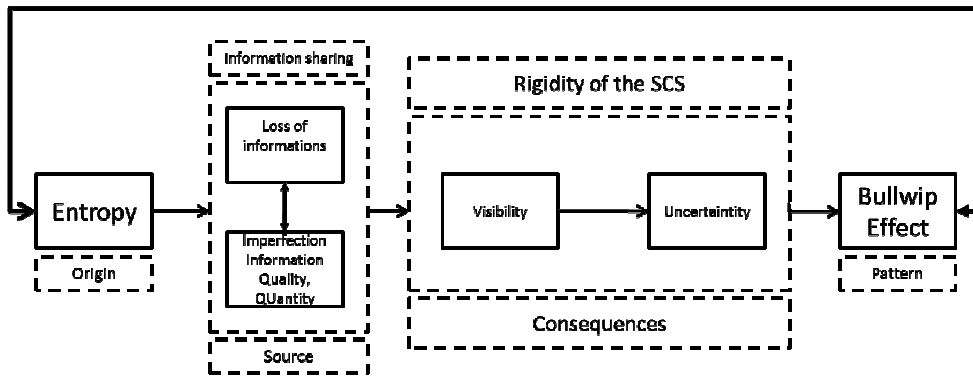 Information sharing
Rigidity of the SCS
Loss of
informations
Entropy
Visibility
Uncertaintity
Bullwip
Effect
Imperfection
Information
Quality,
QUantity
Origin
Pattern
Consequences
Source